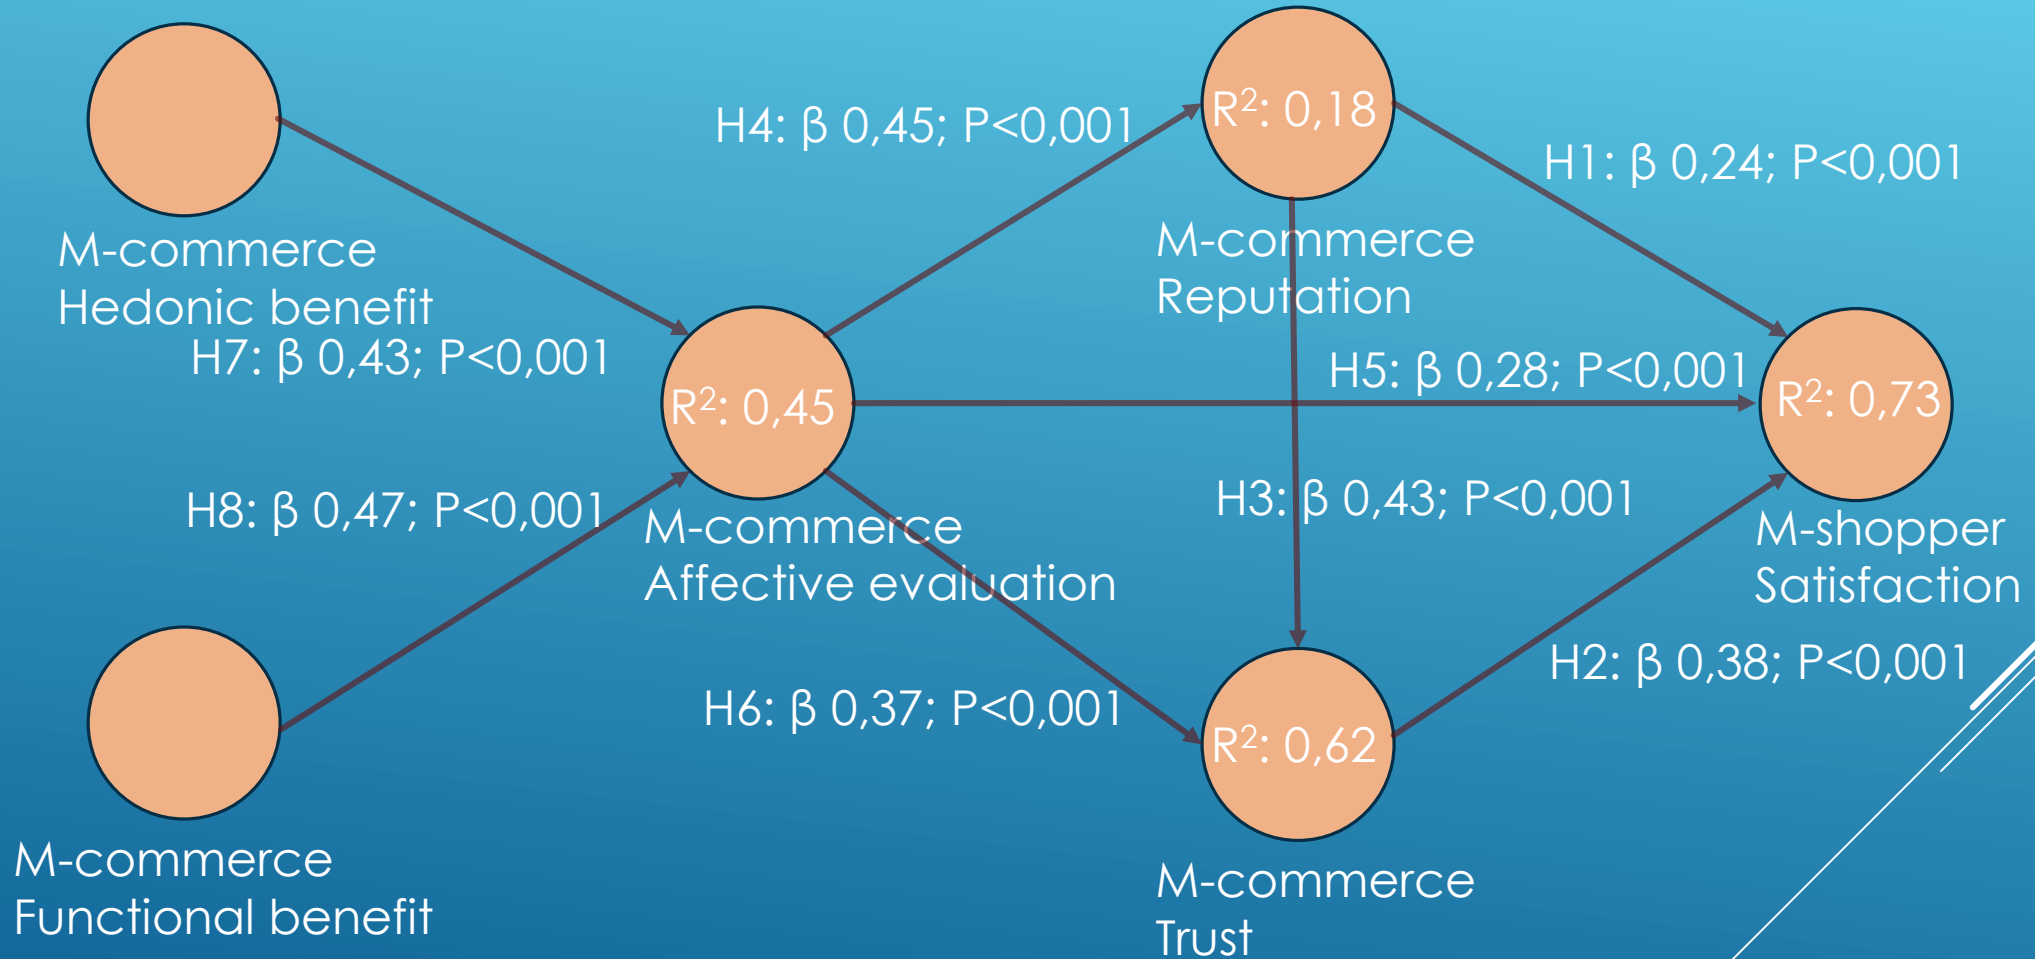 R²: 0,18
H4: β 0,45; P<0,001
H1: β 0,24; P<0,001
M-commerce
Hedonic benefit
M-commerce
Reputation
H7: β 0,43; P<0,001
H5: β 0,28; P<0,001
R²: 0,45
R²: 0,73
H8: β 0,47; P<0,001
H3: β 0,43; P<0,001
M-commerce
Affective evaluation
M-shopper
Satisfaction
H6: β 0,37; P<0,001
H2: β 0,38; P<0,001
R²: 0,62
M-commerce
Functional benefit
M-commerce
Trust